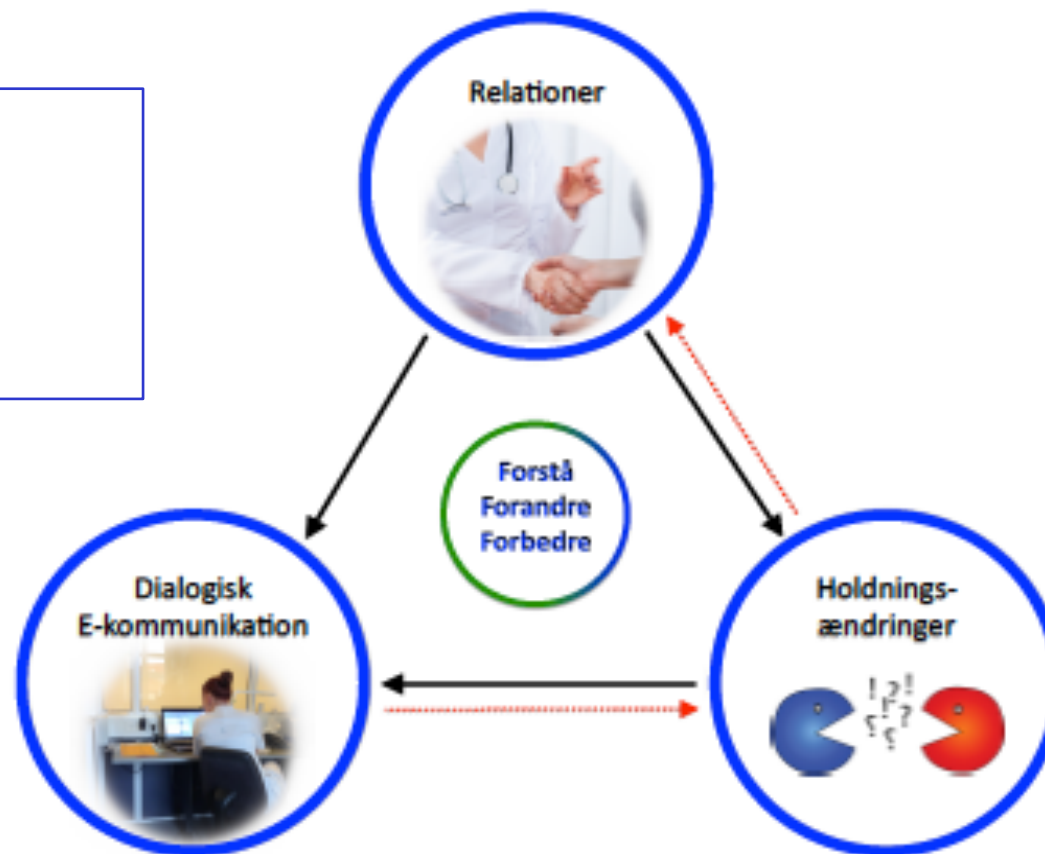 Relationer
Forstå
Forandre
Forbedre
Dialogisk
E-kommunikation
Holdnings-
ændringer